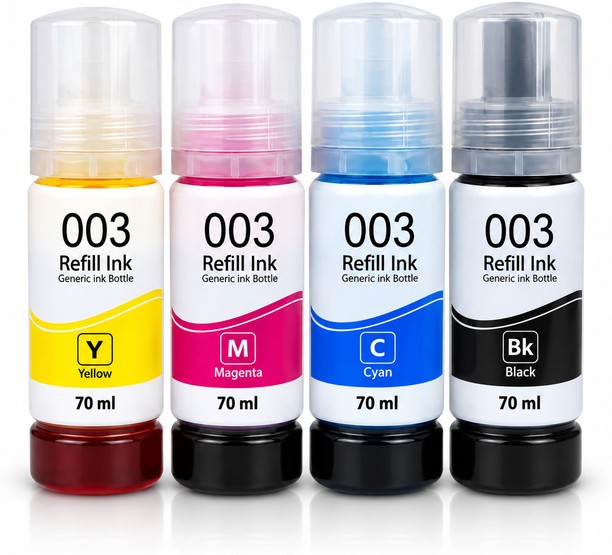 003
Refill Ink
Generic ink Bottle
Y
Yellow
70 ml
003
Refill Ink
Generic ink Bottle
M
Magenta
70 ml
003
Refill Ink
Generic ink Bottle
C
Cyan
70 ml
003
Refill Ink
Generic ink Bottle
Bk
Black
70 ml